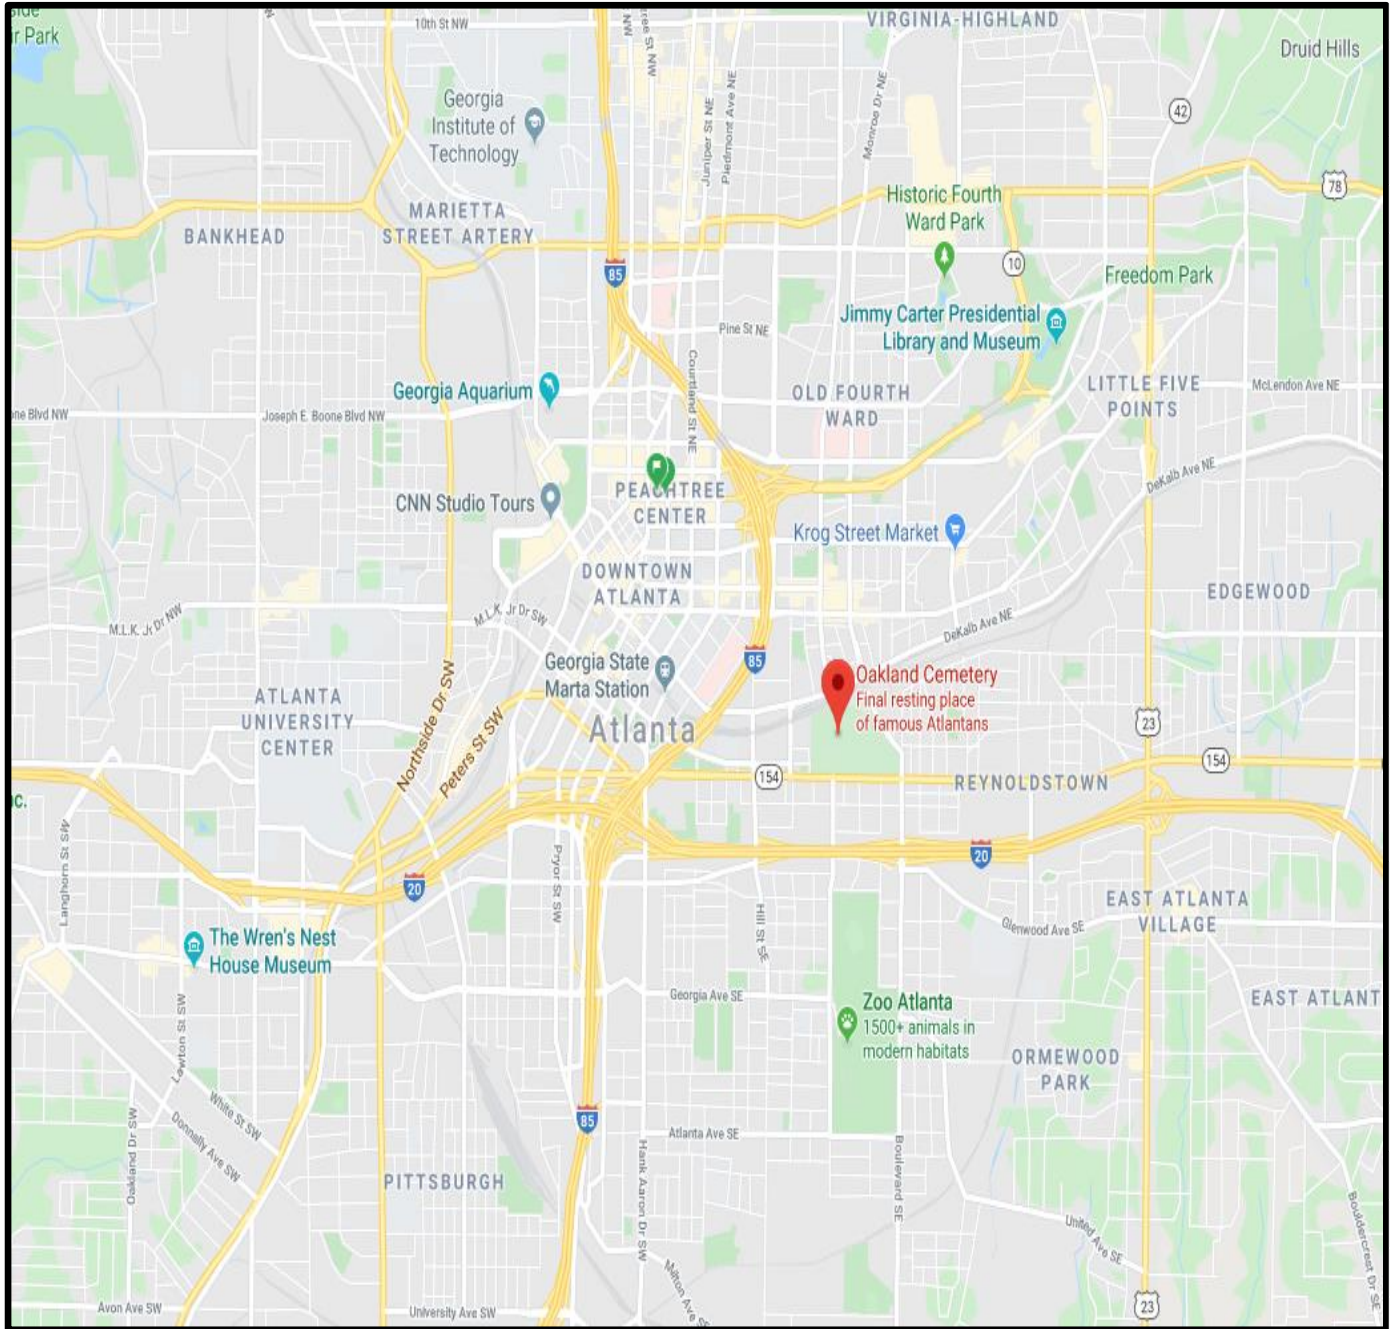 10th St NW
VIRGINIA-HIGHLAND
r Park
Druid Hills
NW
ree St NW
Georgia
Institute of
Technology
Juniper St NE
Piedmont Ave NE
Monroe Dr NE
42
78
Historic Fourth
Ward Park
MARIETTA
STREET ARTERY
BANKHEAD
85
10
Freedom Park
Jimmy Carter Presidential
Library and Museum
Pine St NE
Courtland St NE
Georgia Aquarium
OLD FOURTH
WARD
LITTLE FIVE
POINTS
McLendon Ave NE
one Blvd NW
Joseph E. Boone Blvd NW
DeKalb Ave NE
CNN Studio Tours
PEACHTREE
CENTER
Krog Street Market
DOWNTOWN
ATLANTA
EDGEWOOD
M.L.K. Jr Dr NW
M.L.K. Jr Dr SW
DeKalb Ave NE
Georgia State
Marta Station
85
Oakland Cemetery
Final resting place
of famous Atlantans
ATLANTA
UNIVERSITY
CENTER
Northside Dr SW
Peters St SW
Atlanta
23
154
154
REYNOLDSTOWN
c.
Langhorn St SW
Pryor St SW
20
20
Hill St SE
EAST ATLANTA
VILLAGE
Glenwood Ave SE
The Wren's Nest
House Museum
Georgia Ave SE
Zoo Atlanta
1500+ animals in
modern habitats
EAST ATLANT
Lawton St SW
ORMEWOOD
PARK
White St SW
Donnelly Ave SW
Oakland Dr SW
85
Atlanta Ave SE
Hank Aaron Dr SW
Boulevard SE
PITTSBURGH
United Ave SE
Bouldercrest Dr SE
Milton Ave S
Avon Ave SW
University Ave SW
23